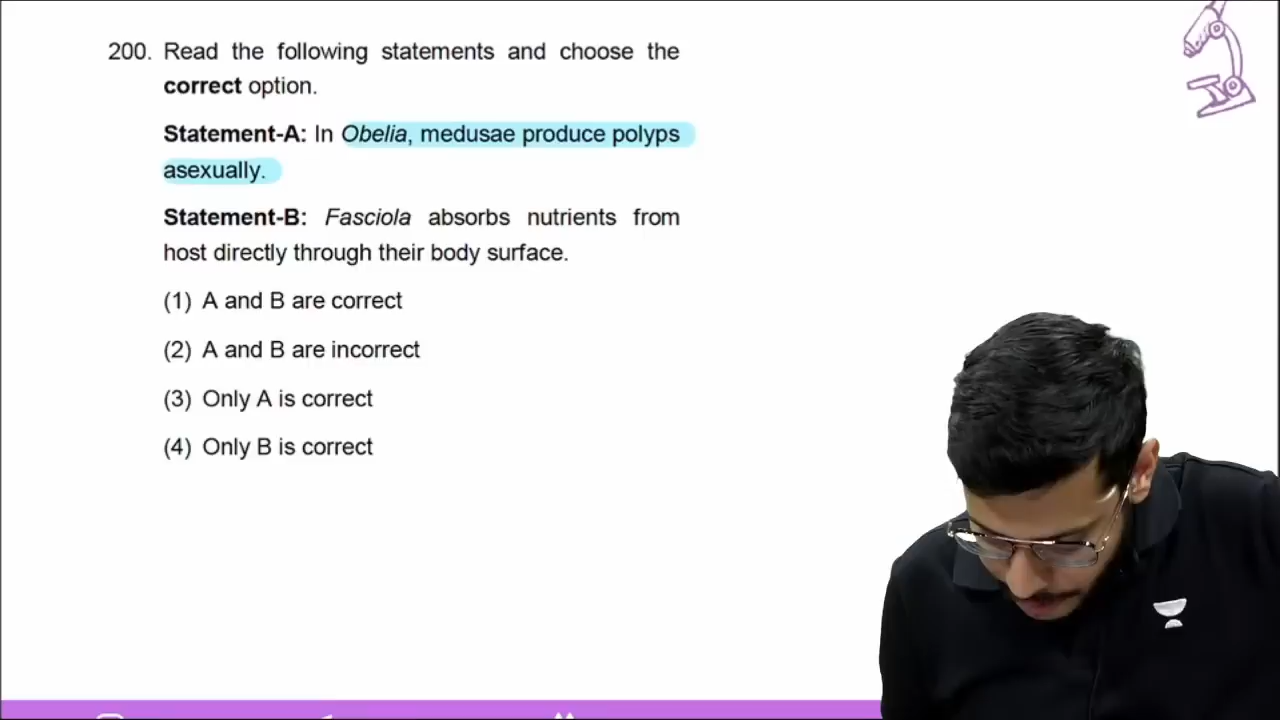 200. Read the following statements and choose the
correct option.
Statement-A: In Obelia, medusae produce polyps
asexually.
Statement-B: Fasciola absorbs nutrients from
host directly through their body surface.
(1) A and B are correct
(2) A and B are incorrect
(3) Only A is correct
(4) Only B is correct